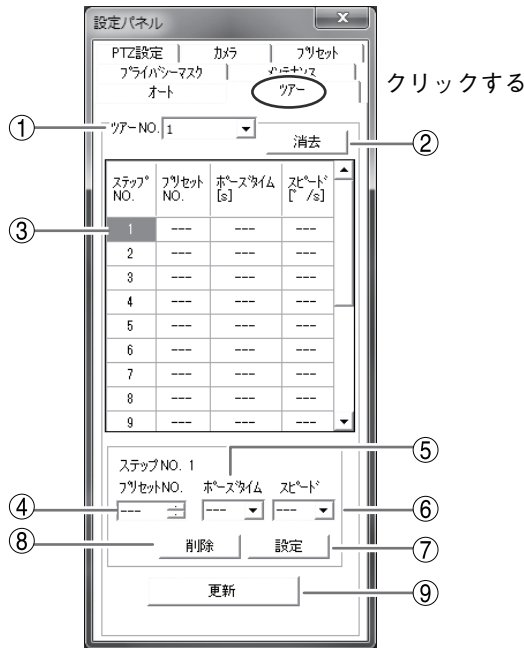 設定パネル
x
PTZ設定 カメラ プリセット
プライバシーマスク メンテナンス
オート ツアー
クリックする
① ツアーNO. 1
消去 ②
ステップNO. プリセットNO. ポーズタイム[s] スピード[°/s]
③ 1 --- --- ---
2 --- --- ---
3 --- --- ---
4 --- --- ---
5 --- --- ---
6 --- --- ---
7 --- --- ---
8 --- --- ---
9 --- --- ---
ステップNO. 1
⑤
プリセットNO. ポーズタイム スピード
④ --- --- --- ⑥
⑧ 削除 設定 ⑦
更新 ⑨